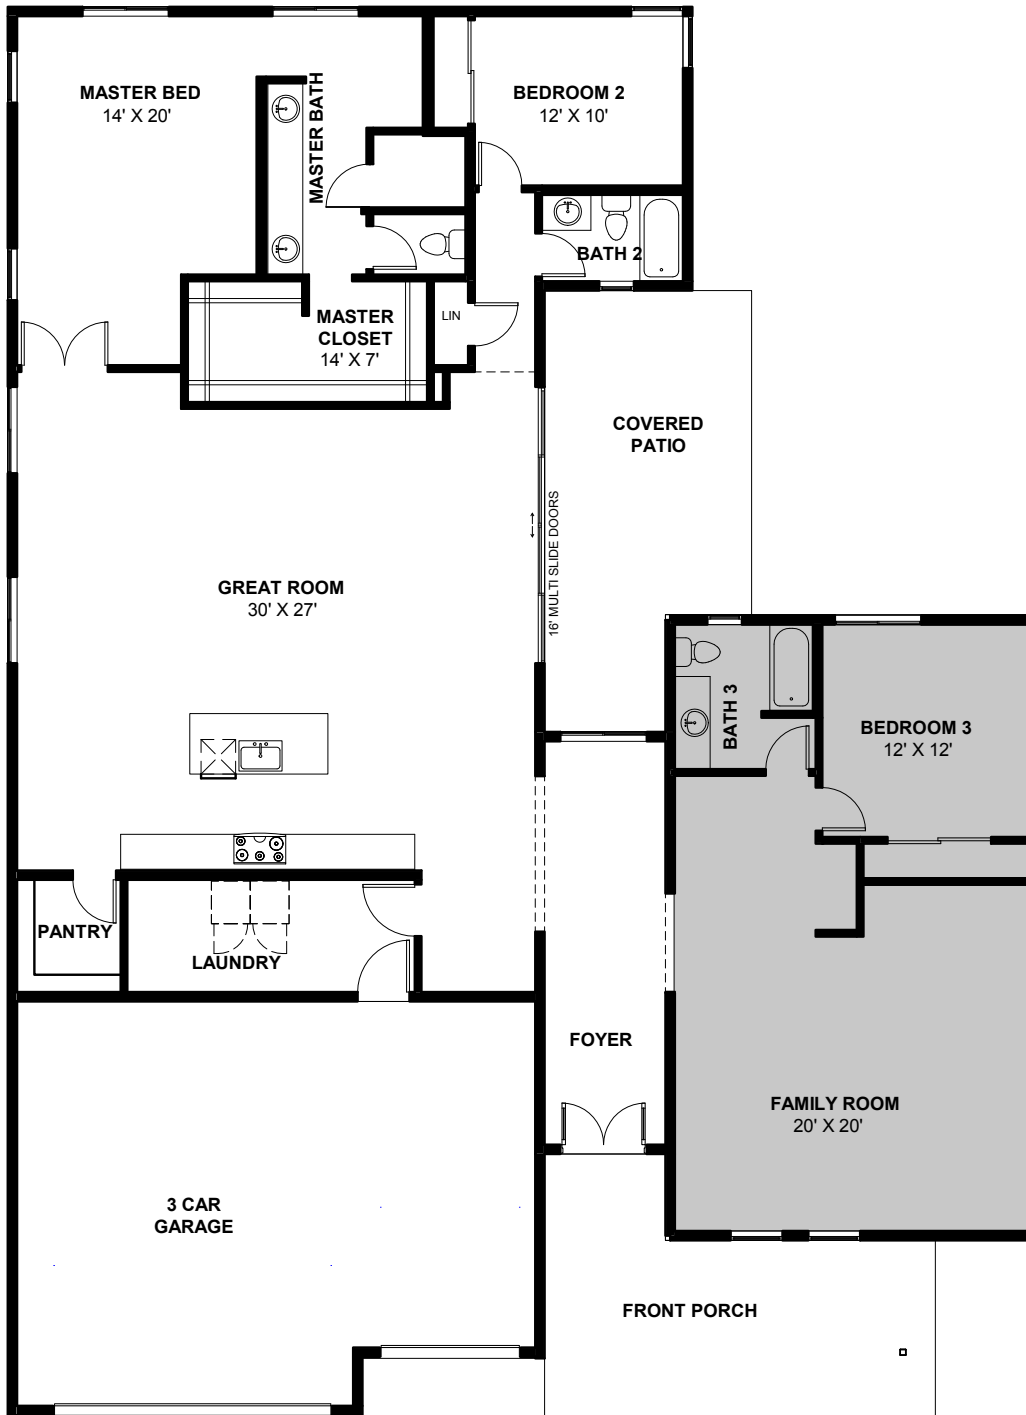 MASTER BED
14' X 20'
MASTER BATH
BEDROOM 2
12' X 10'
BATH 2
MASTER
CLOSET
14' X 7'
LIN
COVERED
PATIO
16' MULTI SLIDE DOORS
GREAT ROOM
30' X 27'
BATH 3
BEDROOM 3
12' X 12'
PANTRY
LAUNDRY
FOYER
FAMILY ROOM
20' X 20'
3 CAR
GARAGE
FRONT PORCH